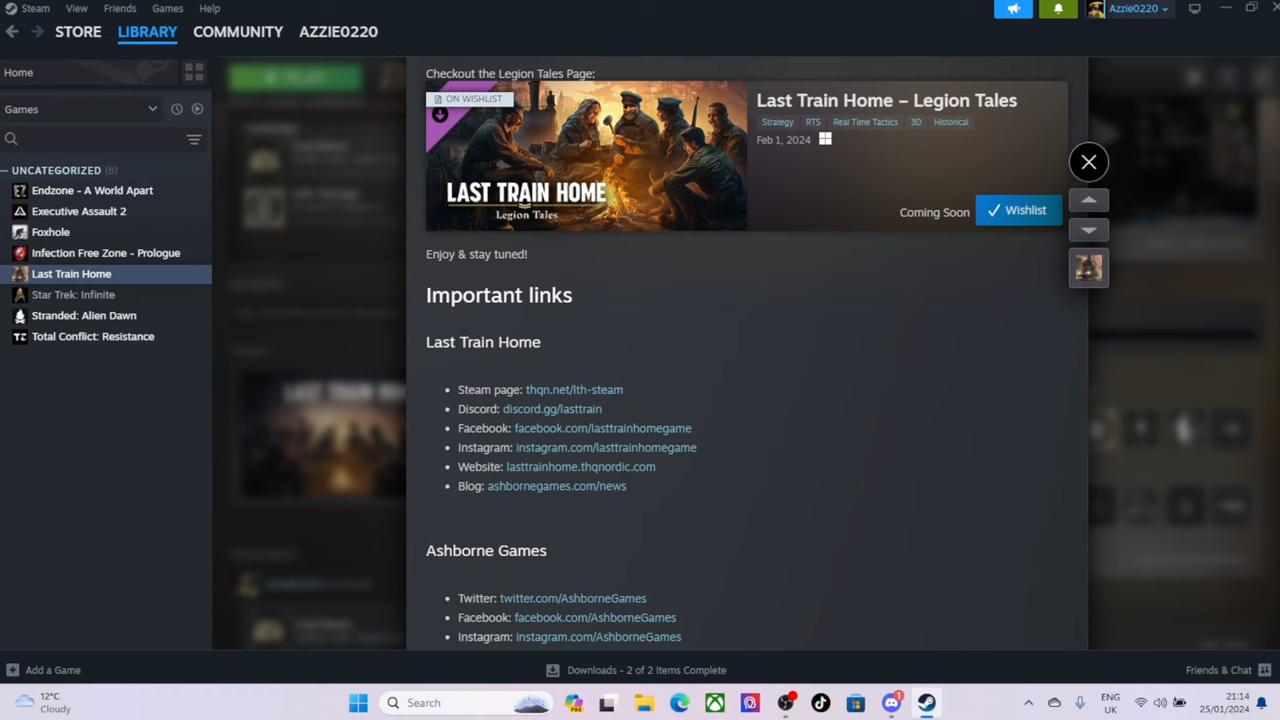 Steam View Friends Games Help
Azzie0220
STORE LIBRARY COMMUNITY AZZIE0220
Home
Games
UNCATEGORIZED (8)
Endzone - A World Apart
Executive Assault 2
Foxhole
Infection Free Zone - Prologue
Last Train Home
Star Trek: Infinite
Stranded: Alien Dawn
Total Conflict: Resistance
Checkout the Legion Tales Page:
ON WISHLIST
LAST TRAIN HOME
Legion Tales
Last Train Home – Legion Tales
Strategy RTS Real Time Tactics 3D Historical
Feb 1, 2024
Coming Soon
Wishlist
Enjoy & stay tuned!
Important links
Last Train Home
Steam page: thqn.net/lth-steam
Discord: discord.gg/lasttrain
Facebook: facebook.com/lasttrainhomegame
Instagram: instagram.com/lasttrainhomegame
Website: lasttrainhome.thqnordic.com
Blog: ashbornegames.com/news
Ashborne Games
Twitter: twitter.com/AshborneGames
Facebook: facebook.com/AshborneGames
Instagram: instagram.com/AshborneGames
Add a Game
Downloads - 2 of 2 Items Complete
Friends & Chat
12°C
Cloudy
Search
PRE
1
ENG
UK
21:14
25/01/2024